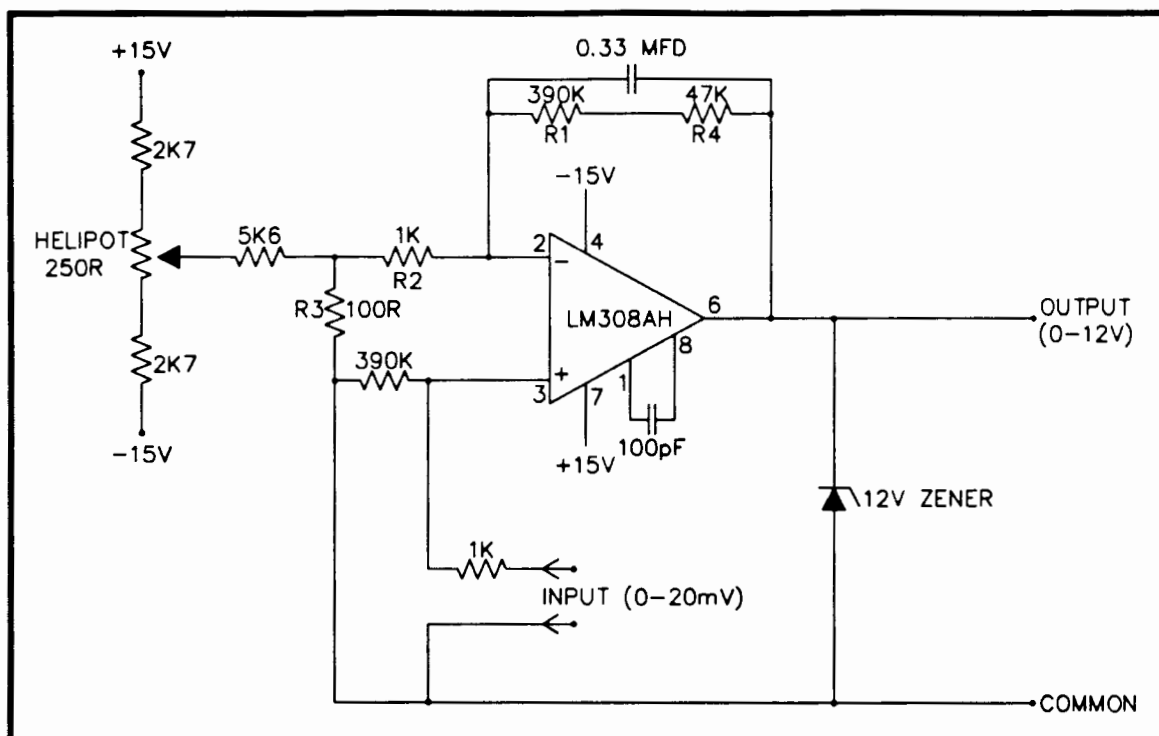 0.33 MFD
+15V
390K
R1
47K
R4
2K7
-15V
HELIPOT
250R
5K6
1K
R2
2
-
4
R3
100R
LM308AH
6
OUTPUT
(0-12V)
2K7
390K
3
+
7
1
8
100pF
-15V
+15V
12V ZENER
1K
INPUT (0-20mV)
COMMON